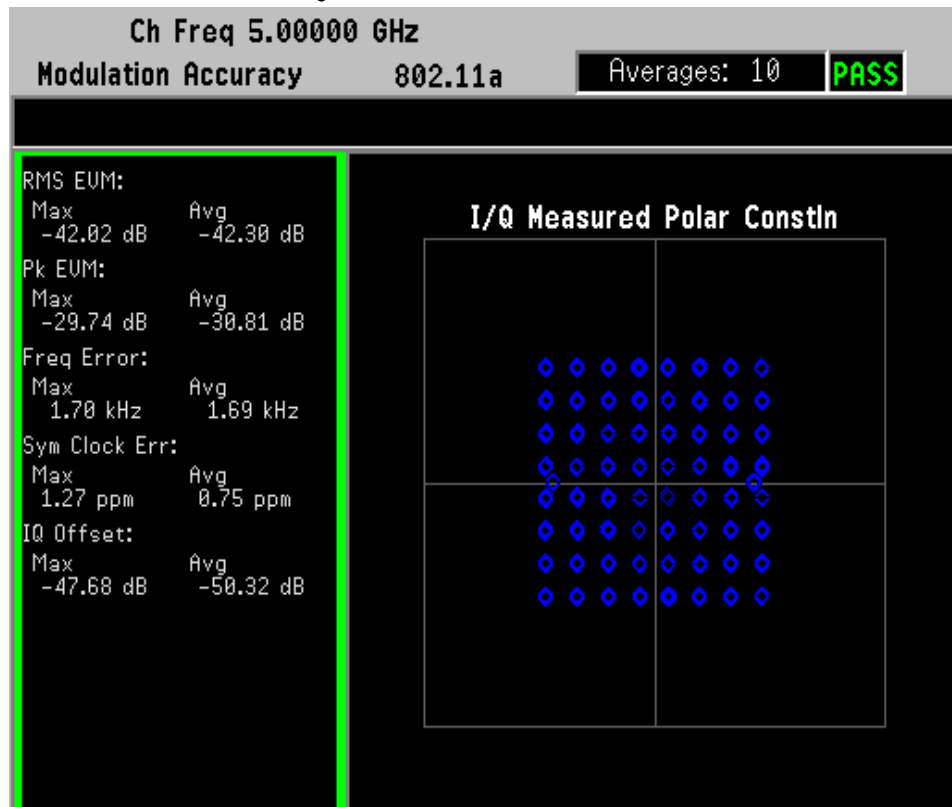 Ch Freq 5.00000 GHz
Modulation Accuracy 802.11a Averages: 10 PASS
RMS EVM:
Max Avg
-42.02 dB -42.30 dB
Pk EVM:
Max Avg
-29.74 dB -30.81 dB
Freq Error:
Max Avg
1.70 kHz 1.69 kHz
Sym Clock Err:
Max Avg
1.27 ppm 0.75 ppm
IQ Offset:
Max Avg
-47.68 dB -50.32 dB
I/Q Measured Polar Constln